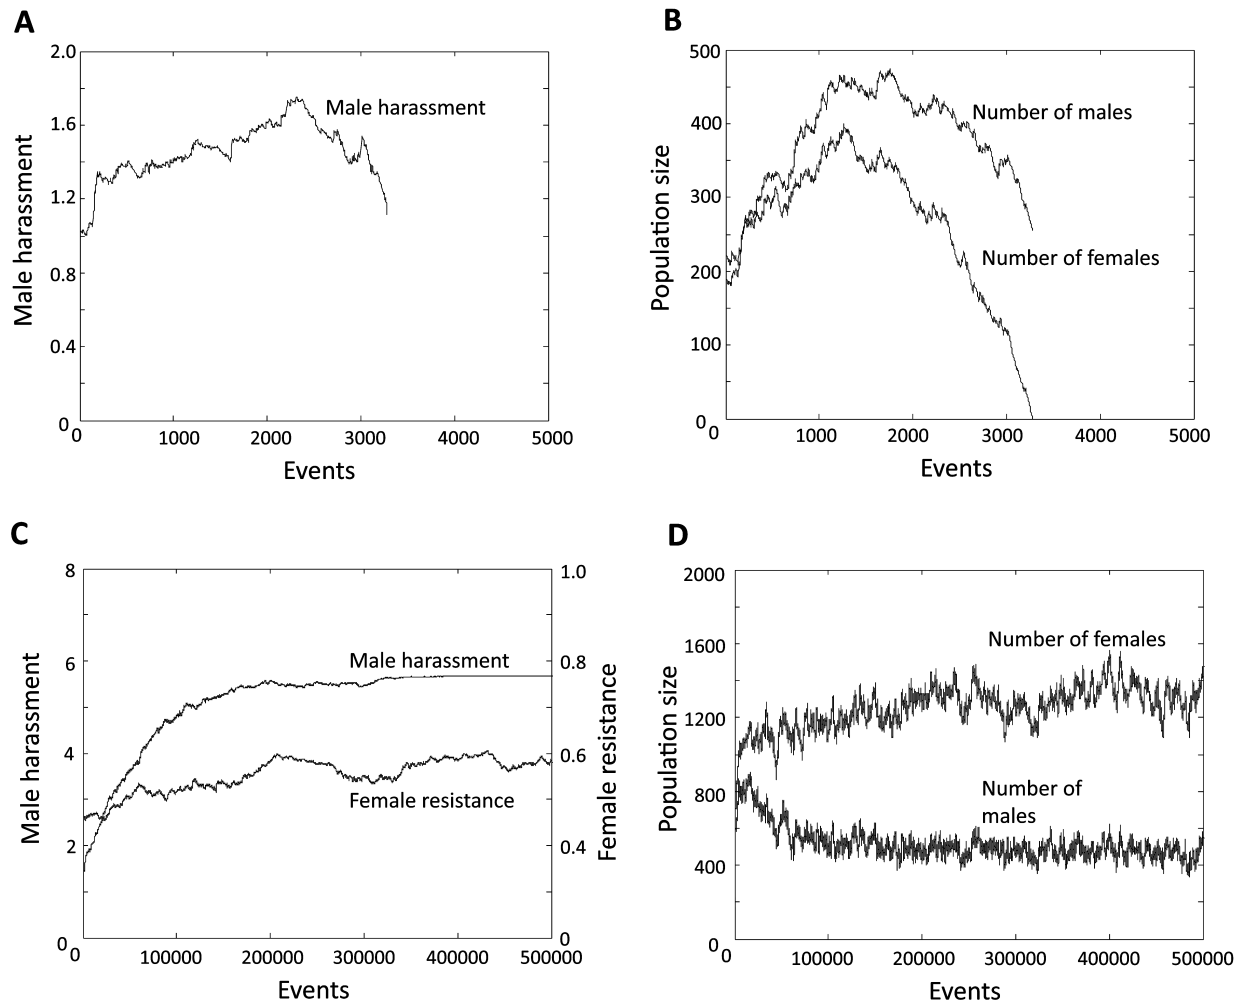 A
2.0
1.6
1.2
0.8
0.4
0
Male harassment
Male harassment
0 1000 2000 3000 4000 5000
Events
B
500
400
300
200
100
0
Population size
Number of males
Number of females
0 1000 2000 3000 4000 5000
Events
C
8
6
4
2
0
Male harassment
1.0
0.8
0.6
0.4
0
Female resistance
Male harassment
Female resistance
0 100000 200000 300000 400000 500000
Events
D
2000
1600
1200
800
400
0
Population size
Number of females
Number of
males
0 100000 200000 300000 400000 500000
Events